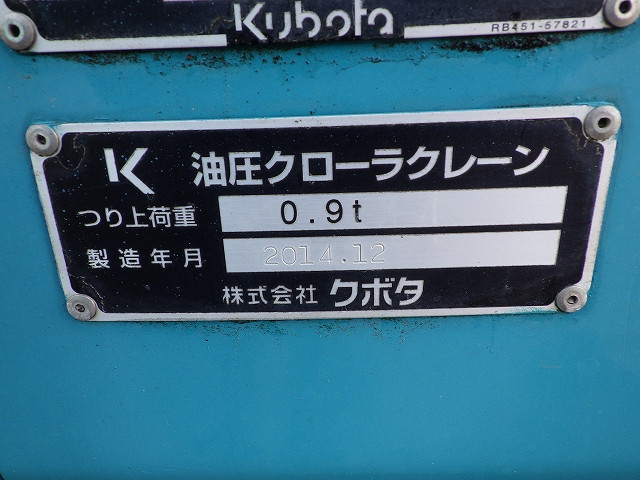 Kubota
RB451-57821
K 油圧クローラクレーン
つり上荷重 0.9t
製造年月 2014.12
株式会社 クボタ